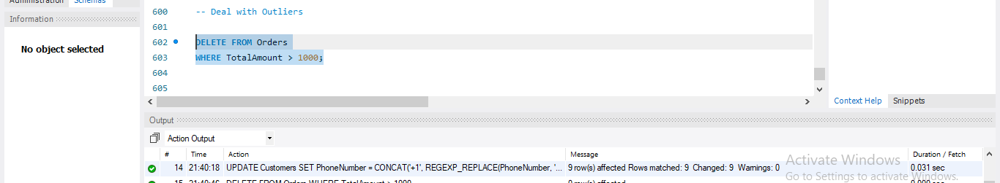 Administration Schemas
Information
No object selected
600 -- Deal with Outliers
601
602 DELETE FROM Orders
603 WHERE TotalAmount > 1000;
604
605
Context Help Snippets
Output
Action Output
# Time Action Message Duration / Fetch
14 21:40:18 UPDATE Customers SET PhoneNumber = CONCAT('+1', REGEXP_REPLACE(PhoneNumber, '... 9 row(s) affected Rows matched: 9 Changed: 9 Warnings: 0 0.031 sec
15 21:40:46 DELETE FROM Orders WHERE TotalAmount > 1000 0 row(s) affected 0.000 sec
Activate Windows
Go to Settings to activate Windows.